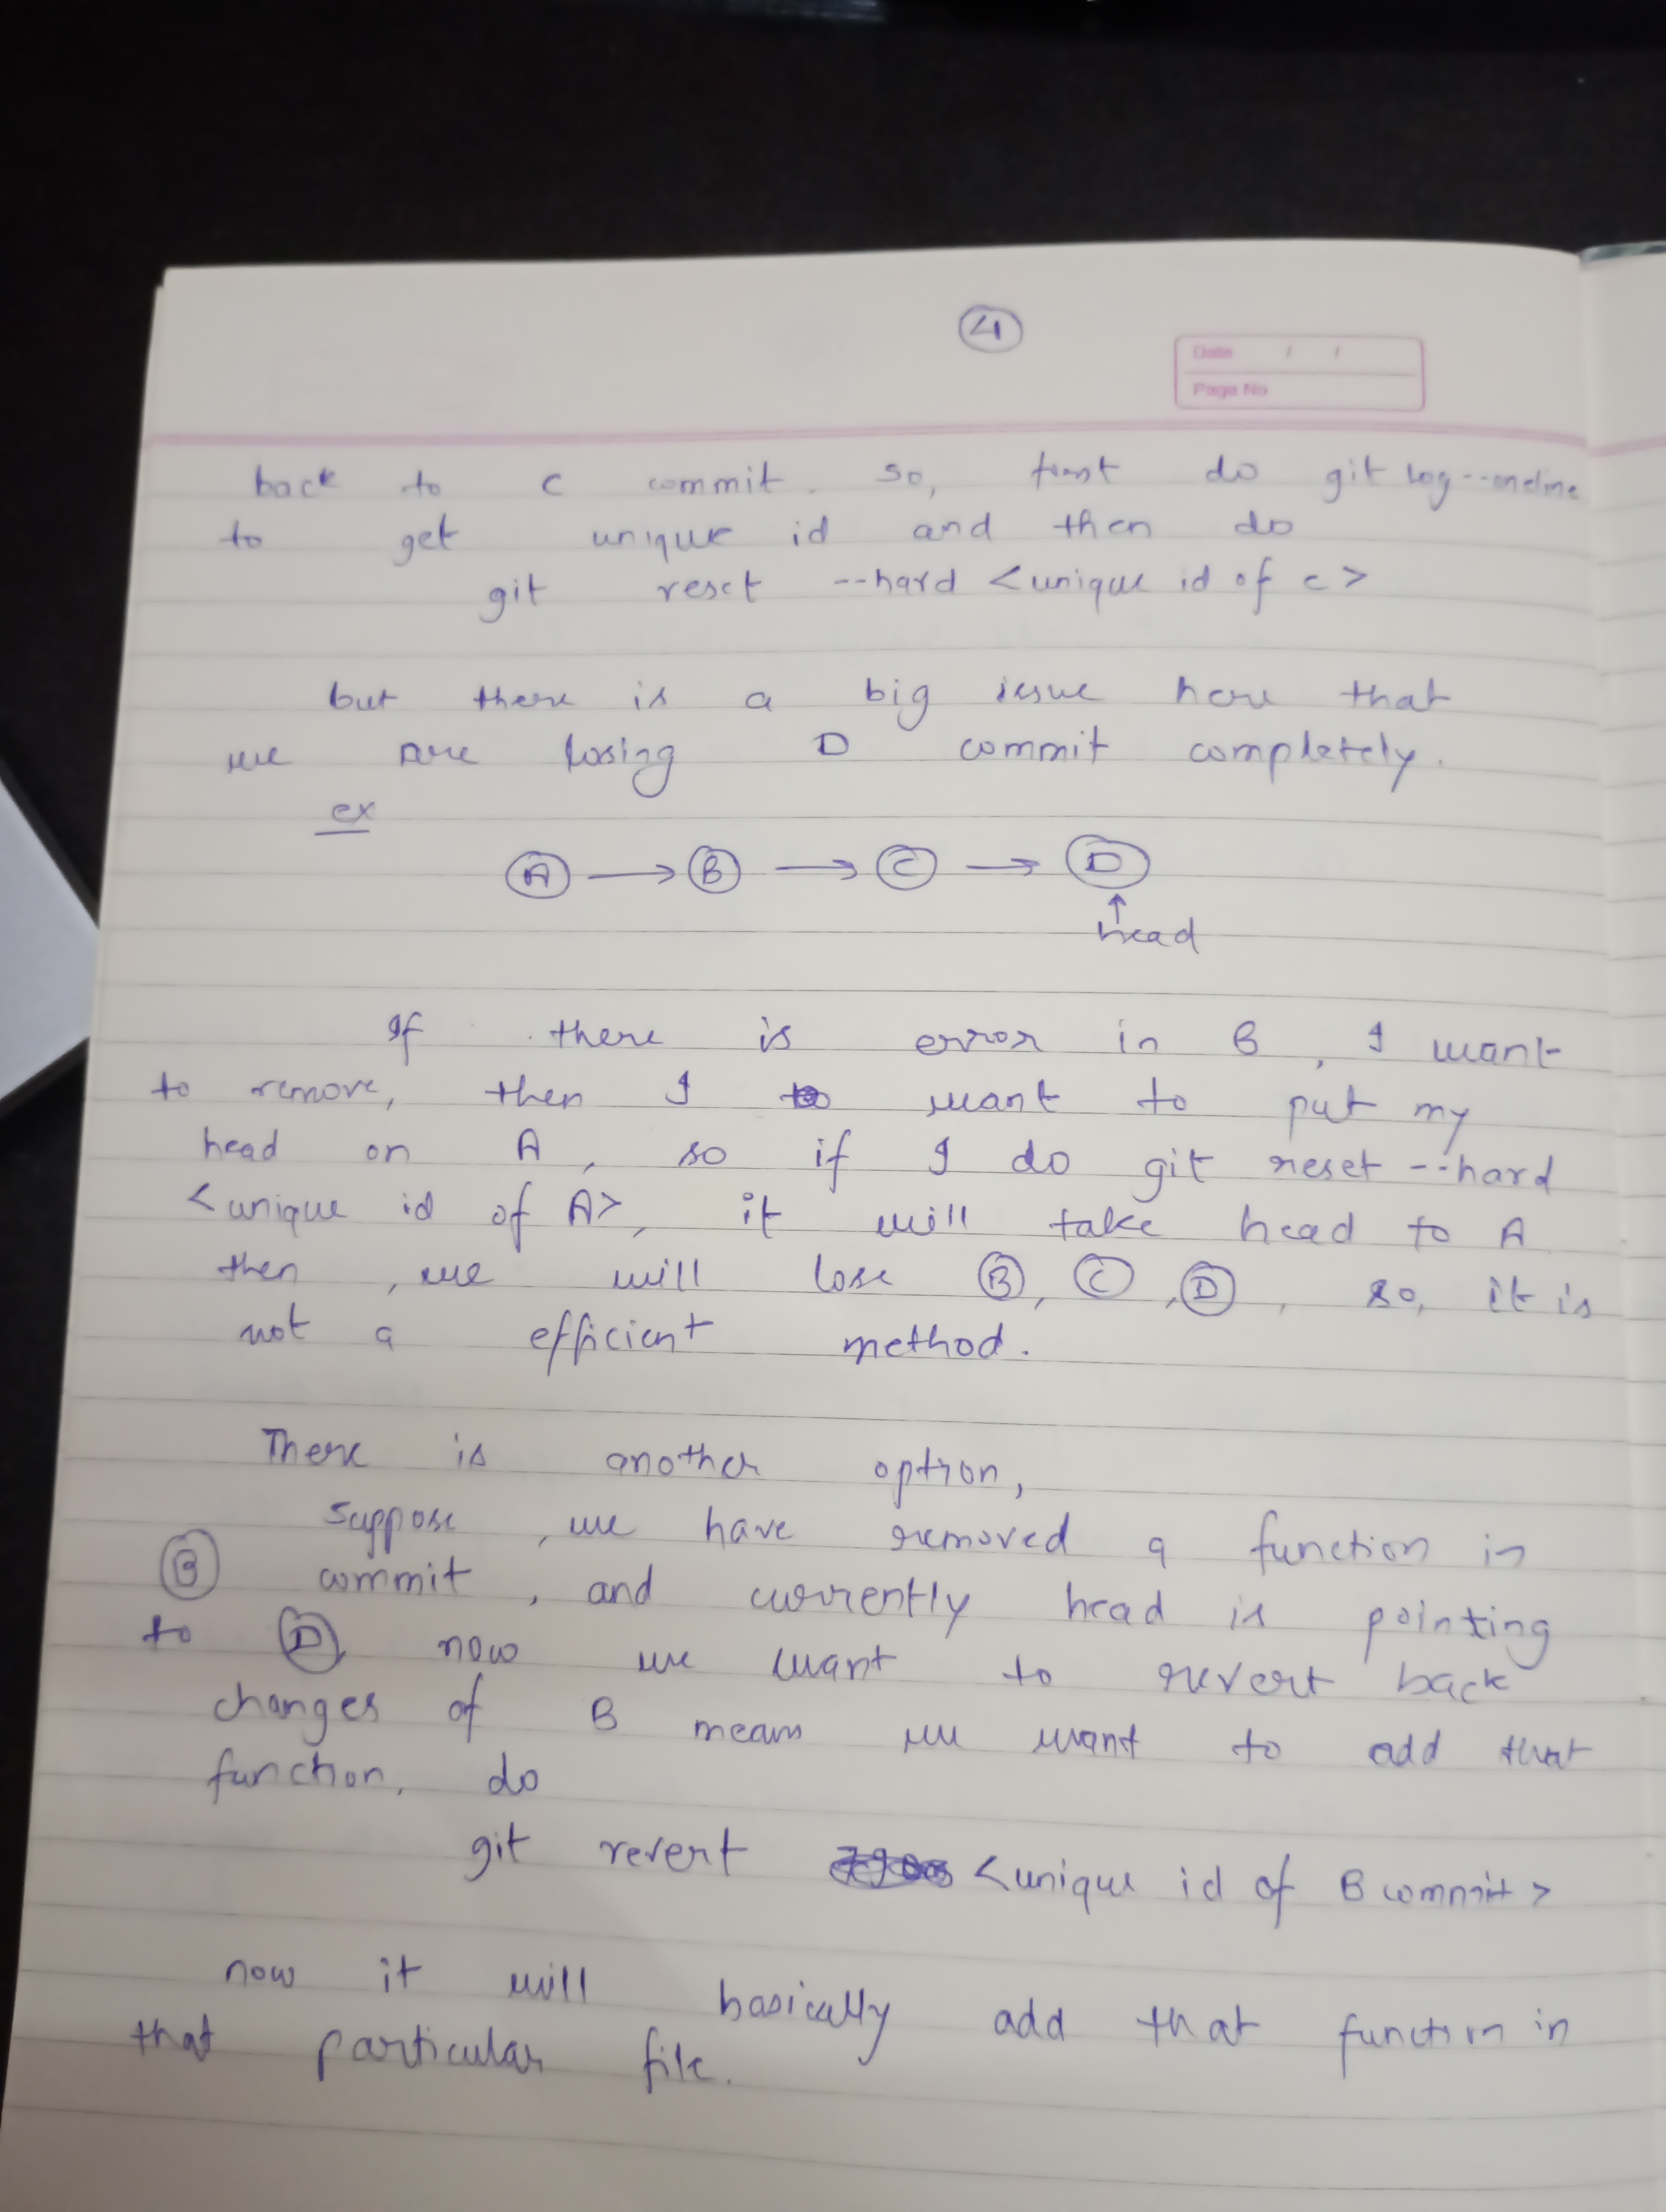 4
Date / /
Page No
back to c commit. so, first do git log --oneline
to get unique id and then do
git reset --hard <unique id of c>
but there is a big issue here that
we are losing D commit completely.
ex
A → B → C → D
↑
head
If there is error in B, I want
to remove, then I want to put my
head on A, so if I do git reset --hard
<unique id of A>, it will take head to A
then, we will lose B, C, D, so, it is
not a efficient method.
There is another option,
suppose, we have removed a function in
B commit, and currently head is pointing
to D now we want to revert back
changes of B means we want to add that
function, do
git revert <unique id of B commit>
now it will basically add that function in
that particular file.